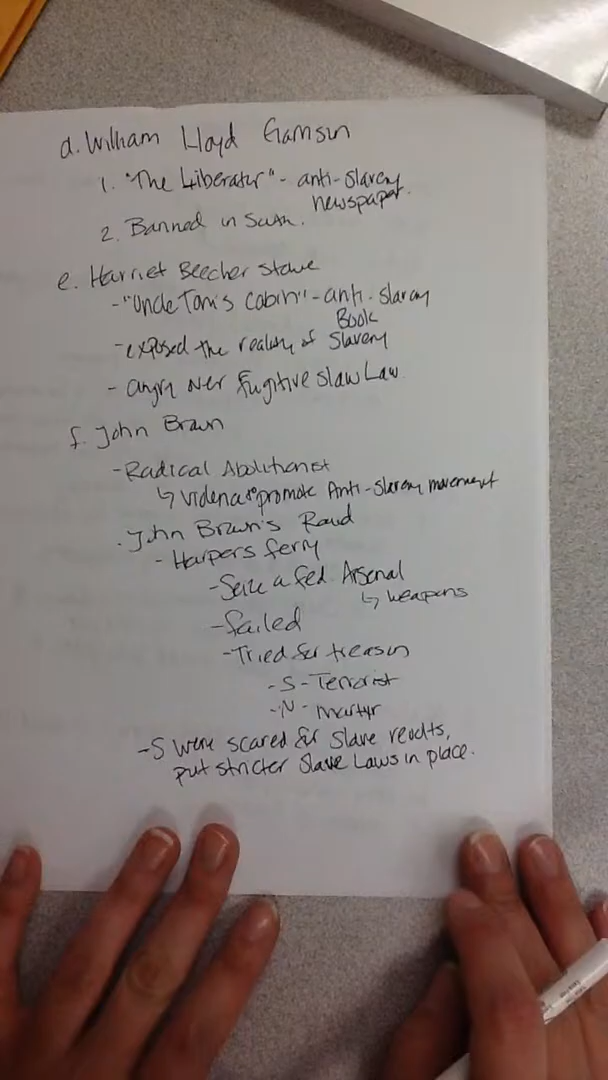 d. William Lloyd Garrison
1. "The Liberator" - anti-slavery
newspaper.
2. Banned in South.
e. Harriet Beecher Stowe
- "Uncle Tom's Cabin" - anti-slavery
Book
- exposed the reality of Slavery
- angry over Fugitive Slave Law
f. John Brown
- Radical Abolitionist
↳ violence to promote Anti-Slavery movement
. John Brown's Raid
- Harpers ferry
- Seize a fed. Arsenal
↳ weapons
- failed
- Tried for treason
- S - Terrorist
- N - martyr
- S were scared for slave revolts,
put stricter Slave Laws in place.